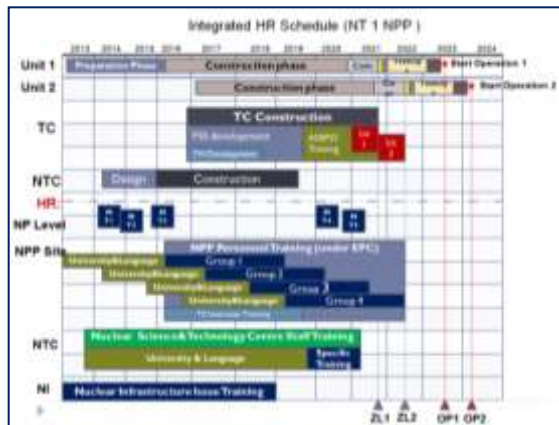 Integrated HR Schedule (NT 1 NPP )
2013 2014 2015 2016 2017 2018 2019 2020 2021 2022 2023 2024
Unit 1 Preparation Phase Construction phase Com Start Operation 1
Unit 2 Construction phase Start Operation 2
TC TC Construction
Training
Construction
NTC Design Construction
HR
NP Level
NPP Site NPP Personnel Training (under EPC)
University&Language Group 1
University&Language Group 2
University&Language Group 3
University&Language Group 4
NTC Nuclear Science&Technology Centre Staff Training
University & Language Specific Training
NI Nuclear Infrastructure Issue Training
ZL1 ZL2 OP1 OP2